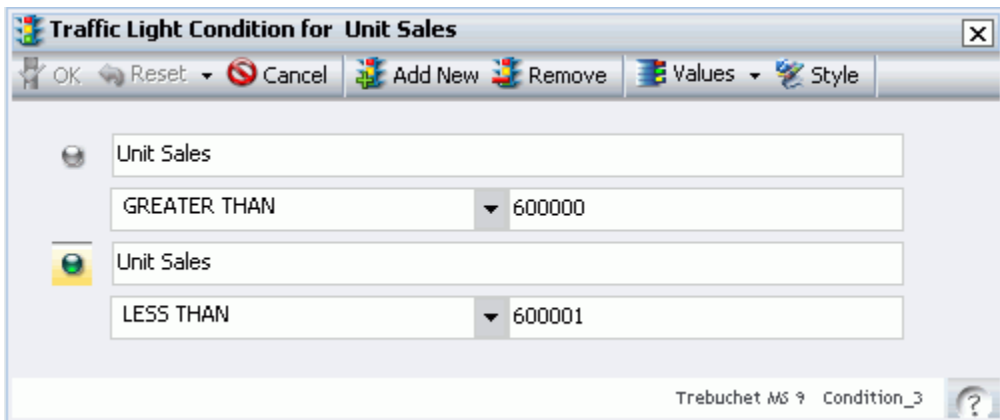 Traffic Light Condition for Unit Sales
OK Reset Cancel Add New Remove Values Style
Unit Sales
GREATER THAN 600000
Unit Sales
LESS THAN 600001
Trebuchet MS 9 Condition_3 ?